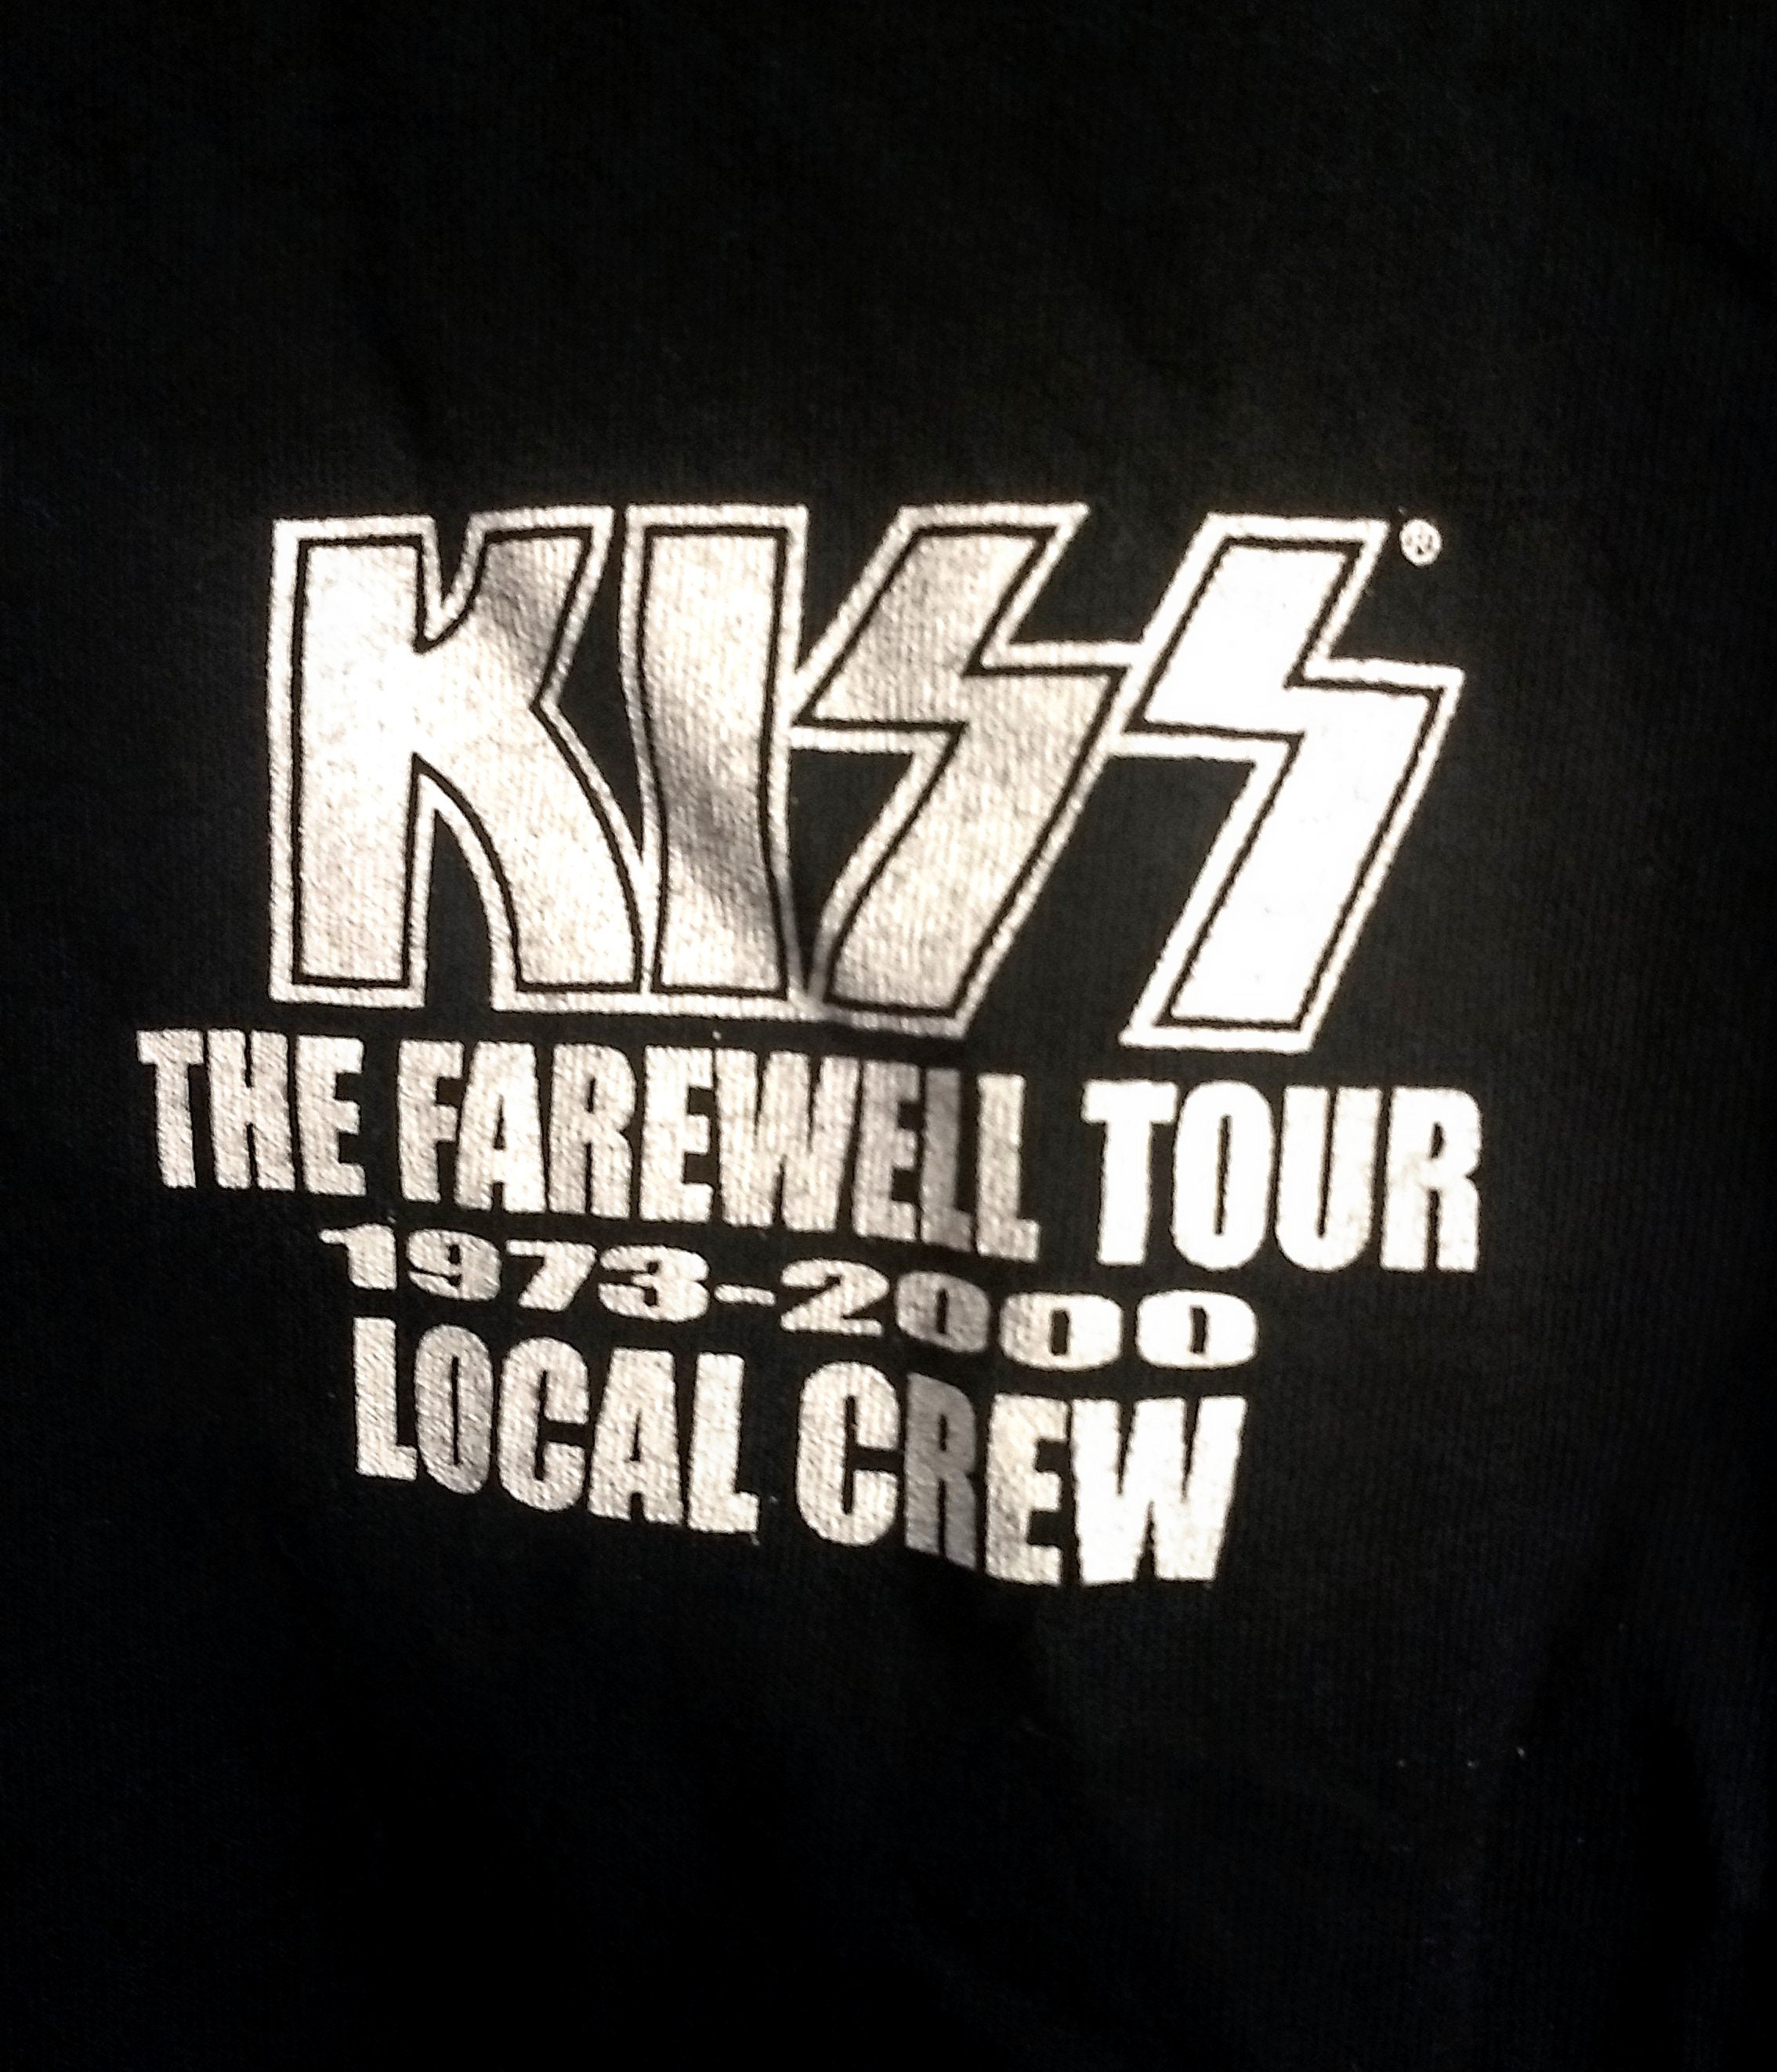 KISS®
THE FAREWELL TOUR
1973-2000
LOCAL CREW